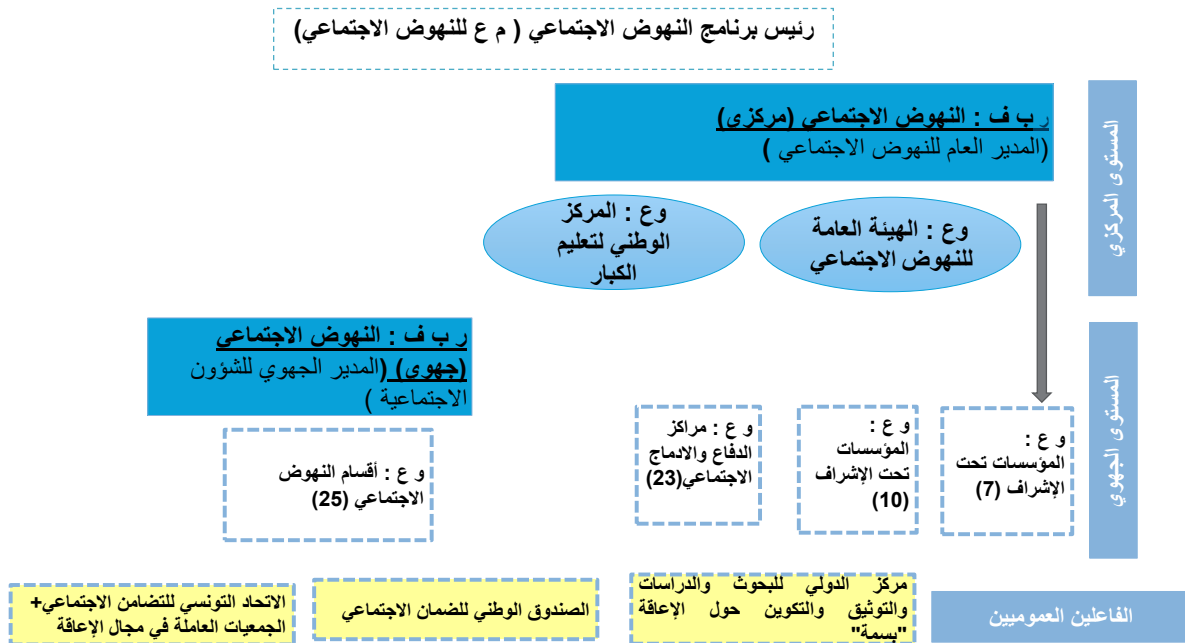 رئيس برنامج النهوض الاجتماعي ( م ع للنهوض الاجتماعي)
المستوى المركزي
ر ب ف : النهوض الاجتماعي (مركزي)
(المدير العام للنهوض الاجتماعي )
وع : الهيئة العامة
للنهوض الاجتماعي
وع : المركز
الوطني لتعليم
الكبار
المستوى الجهوي
ر ب ف : النهوض الاجتماعي
(جهوي) (المدير الجهوي للشؤون
الاجتماعية )
و ع :
المؤسسات تحت
الإشراف (7)
و ع :
المؤسسات
تحت الإشراف
(10)
و ع : مراكز
الدفاع والادماج
الاجتماعي(23)
و ع : أقسام النهوض
الاجتماعي (25)
الفاعلين العموميين
مركز الدولي للبحوث والدراسات
والتوثيق والتكوين حول الإعاقة
"بسمة"
الصندوق الوطني للضمان الاجتماعي
الاتحاد التونسي للتضامن الاجتماعي+
الجمعيات العاملة في مجال الإعاقة